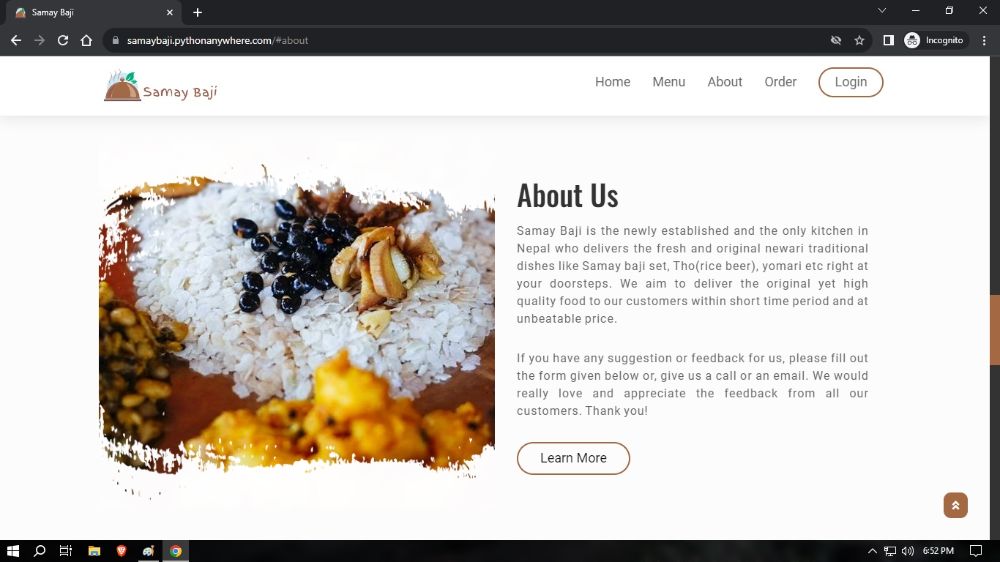 Samay Baji
samaybaji.pythonanywhere.com/#about
Incognito
Samay Baji
Home
Menu
About
Order
Login
About Us
Samay Baji is the newly established and the only kitchen in
Nepal who delivers the fresh and original newari traditional
dishes like Samay baji set, Tho(rice beer), yomari etc right at
your doorsteps. We aim to deliver the original yet high
quality food to our customers within short time period and at
unbeatable price.
If you have any suggestion or feedback for us, please fill out
the form given below or, give us a call or an email. We would
really love and appreciate the feedback from all our
customers. Thank you!
Learn More
6:52 PM